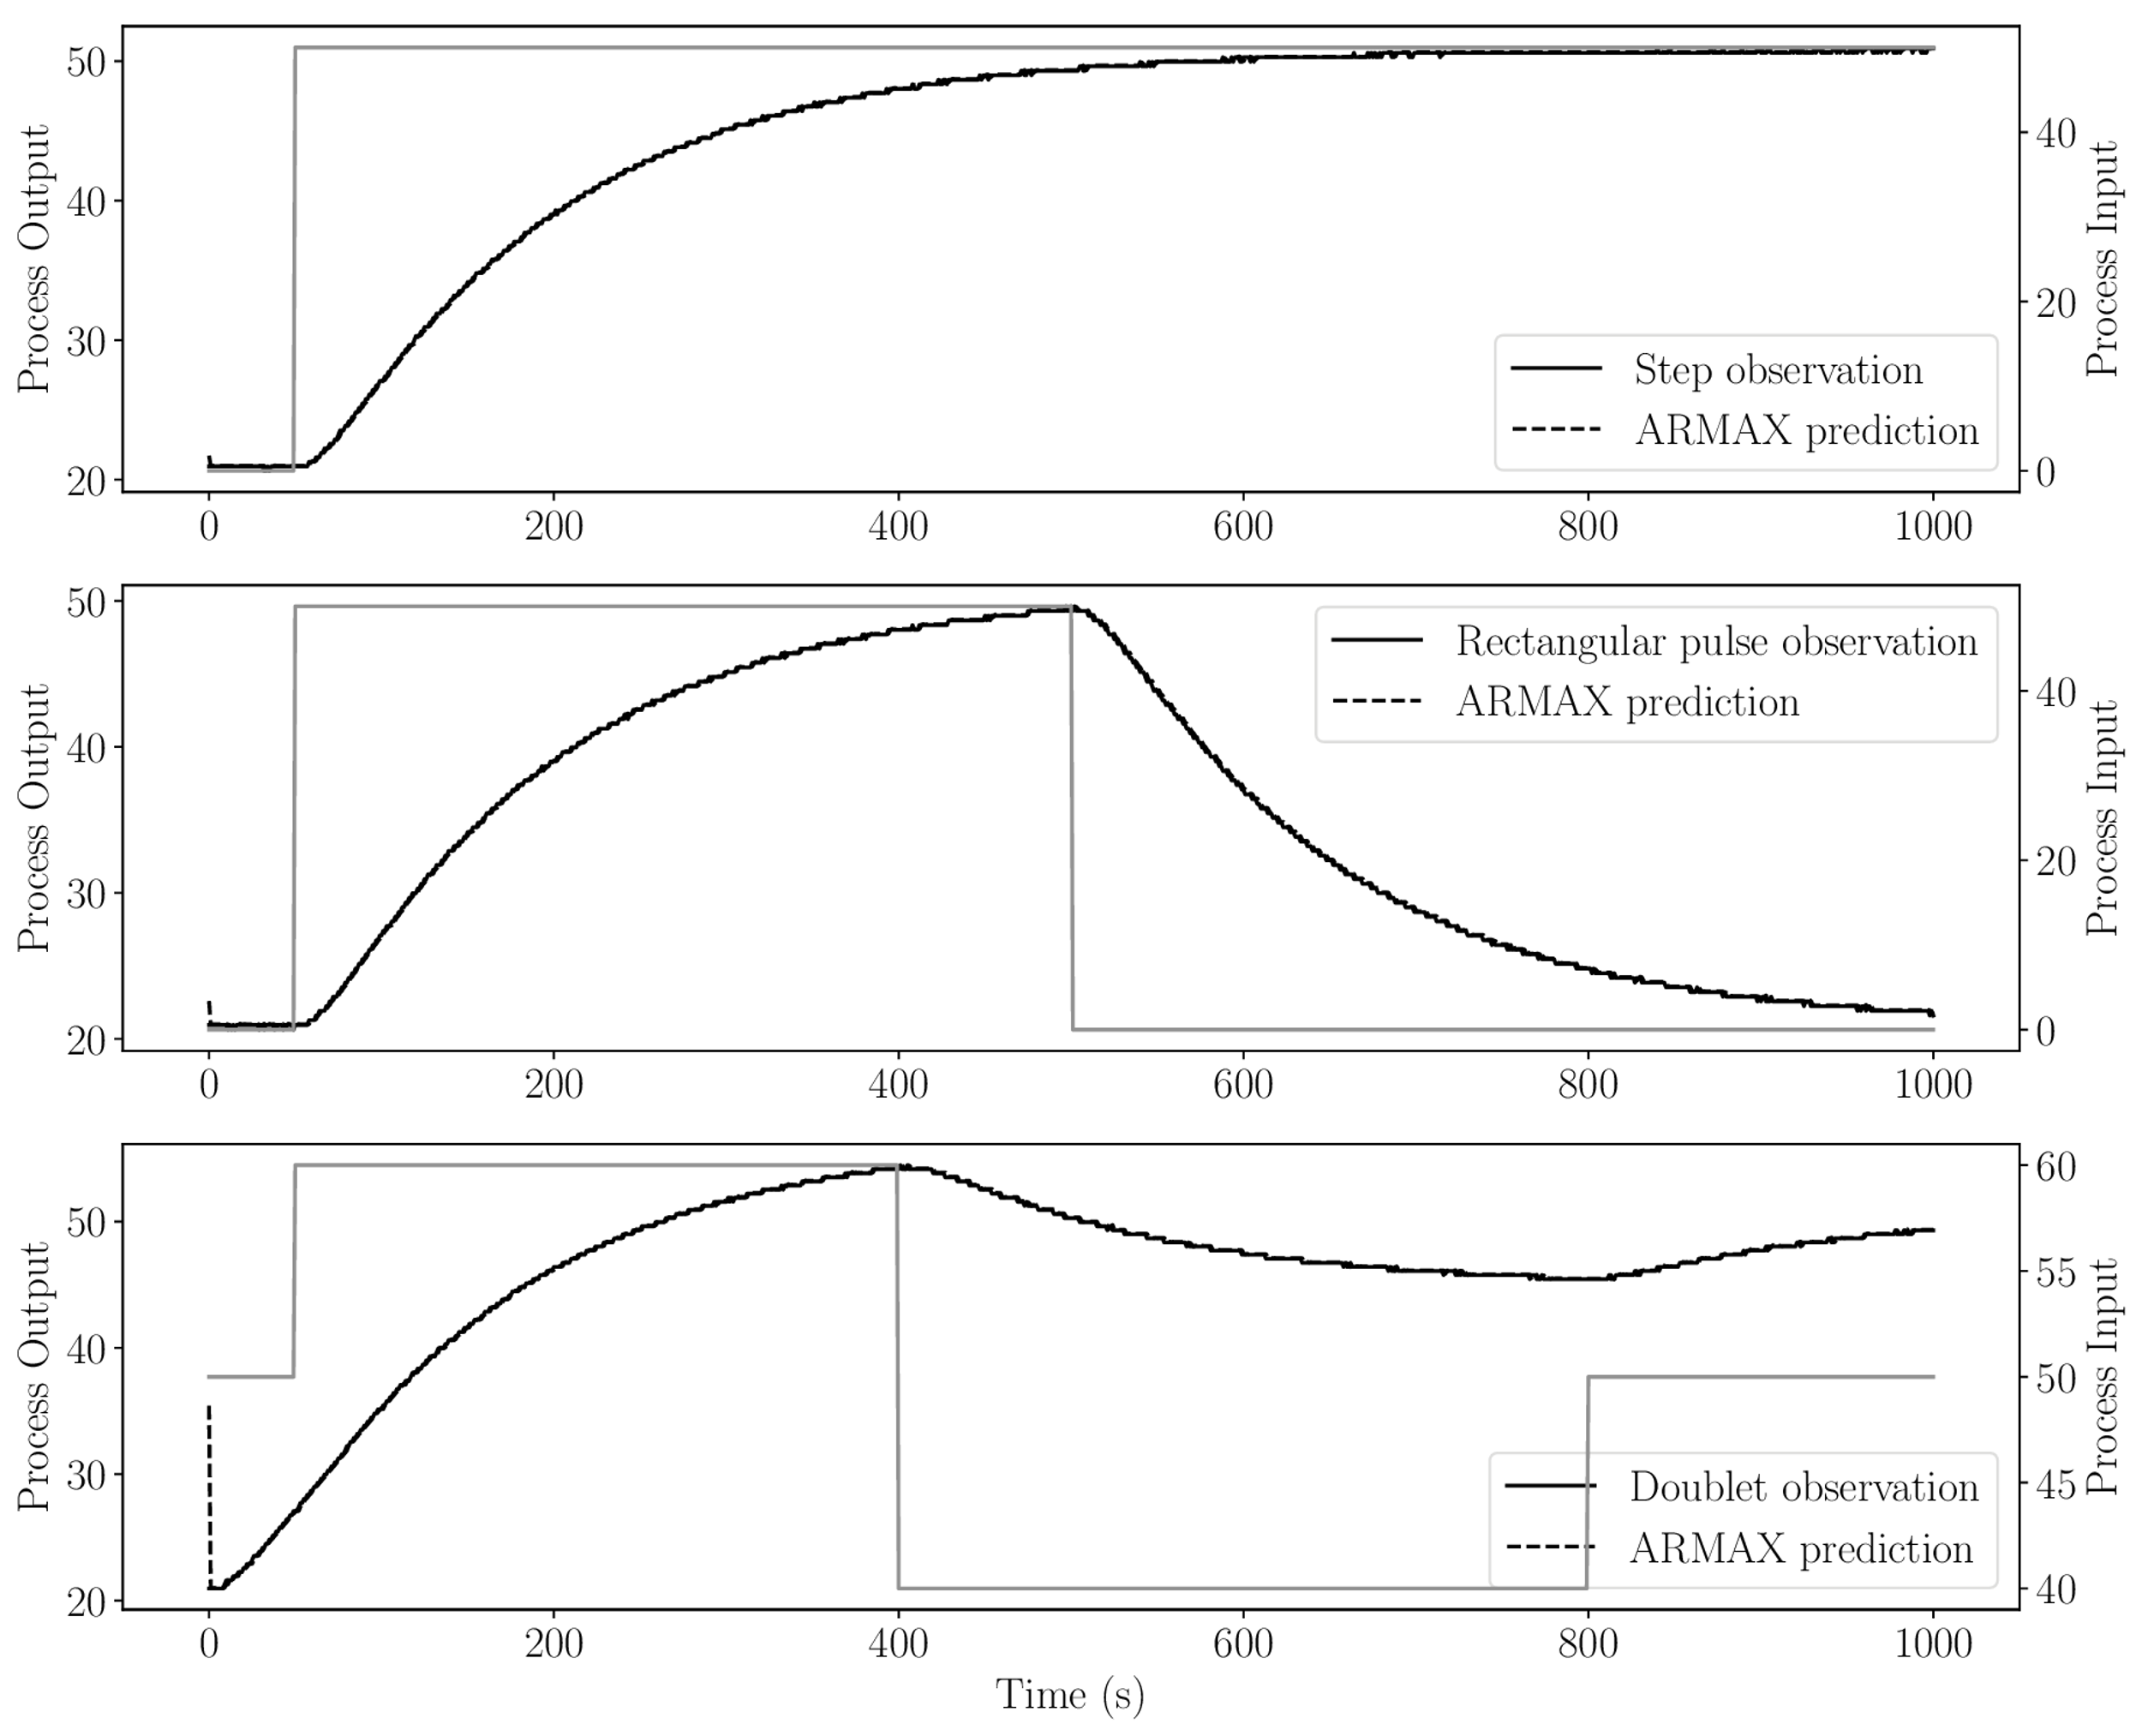 50
40
30
20
Process Output
40
20
0
Process Input
Step observation
ARMAX prediction
0 200 400 600 800 1000
50
40
30
20
Process Output
40
20
0
Process Input
Rectangular pulse observation
ARMAX prediction
0 200 400 600 800 1000
50
40
30
20
Process Output
60
55
50
45
40
Process Input
Doublet observation
ARMAX prediction
0 200 400 600 800 1000
Time (s)